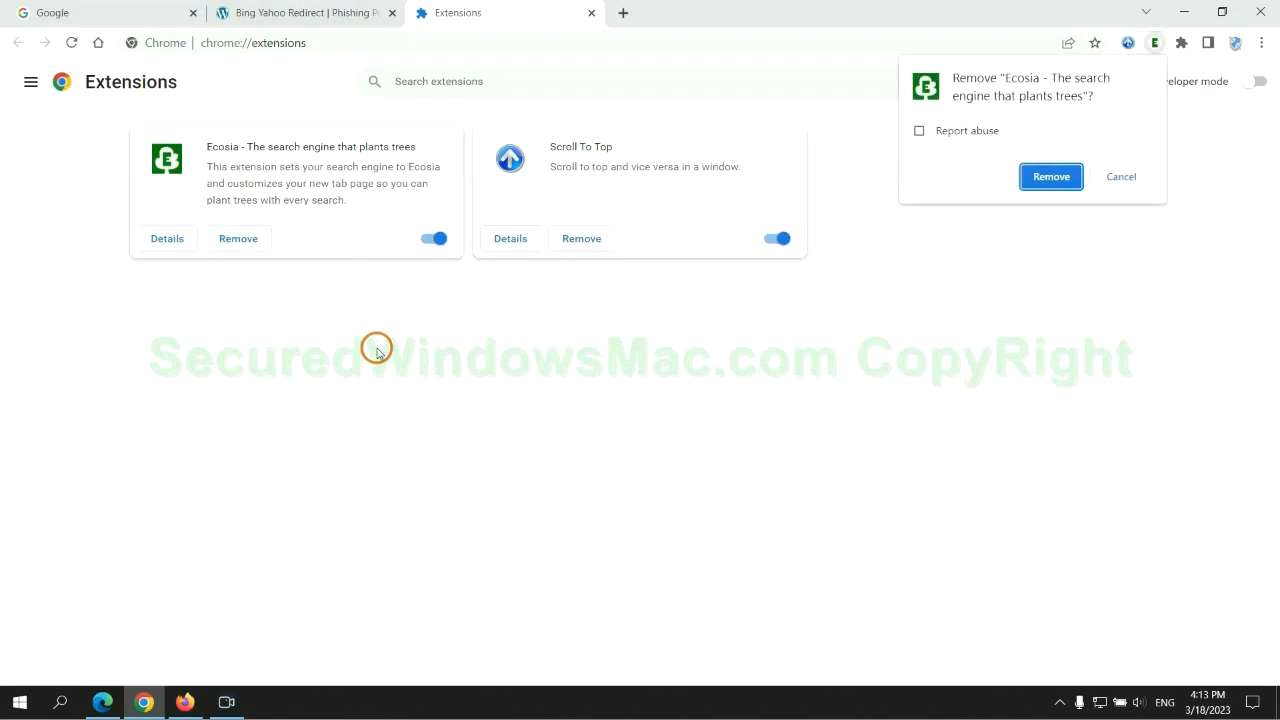 Google
Bing Yahoo Redirect | Phishing Pu
Extensions
Chrome
chrome://extensions
Extensions
Search extensions
veloper mode
Remove "Ecosia - The search
engine that plants trees"?
Report abuse
Remove
Cancel
Ecosia - The search engine that plants trees
This extension sets your search engine to Ecosia
and customizes your new tab page so you can
plant trees with every search.
Details
Remove
Scroll To Top
Scroll to top and vice versa in a window.
Details
Remove
SecuredWindowsMac.com CopyRight
ENG
4:13 PM
3/18/2023